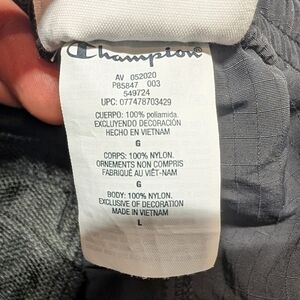 Champion®
AV 052020
P85847 003
549724
UPC: 077478703429
CUERPO: 100% poliamida.
EXCLUYENDO DECORACIÓN
HECHO EN VIETNAM
G
CORPS: 100% NYLON.
ORNEMENTS NON COMPRIS
FABRIQUÉ AU VIÊT-NAM
G
BODY: 100% NYLON.
EXCLUSIVE OF DECORATION
MADE IN VIETNAM
L